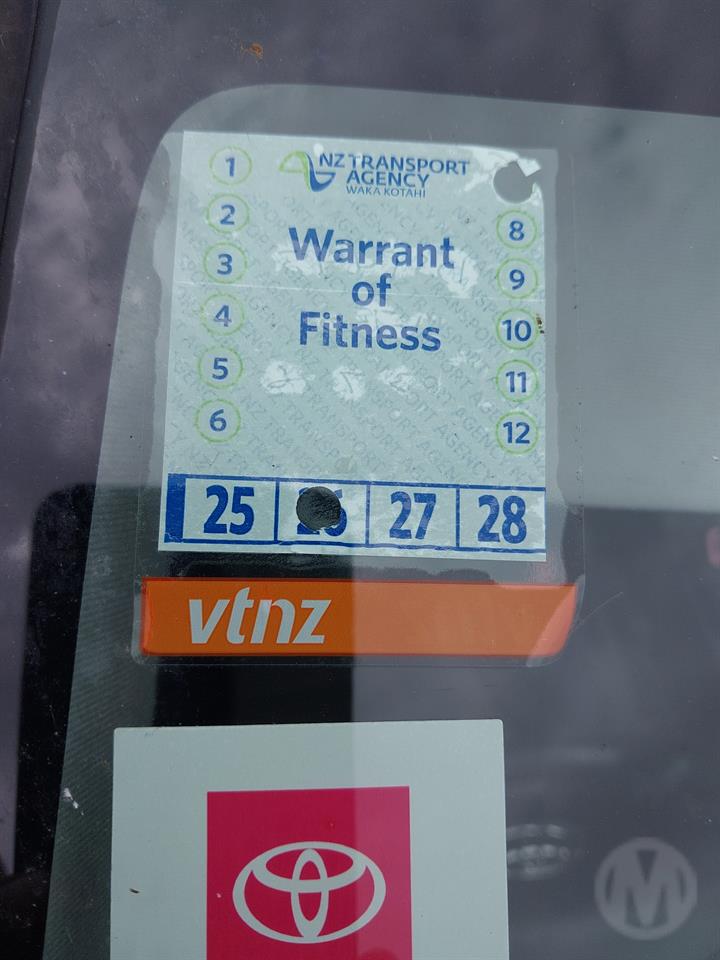 NZ TRANSPORT
AGENCY
WAKA KOTAHI
Warrant
of
Fitness
1
2
3
4
5
6
8
9
10
11
12
25 26 27 28
vtnz
M